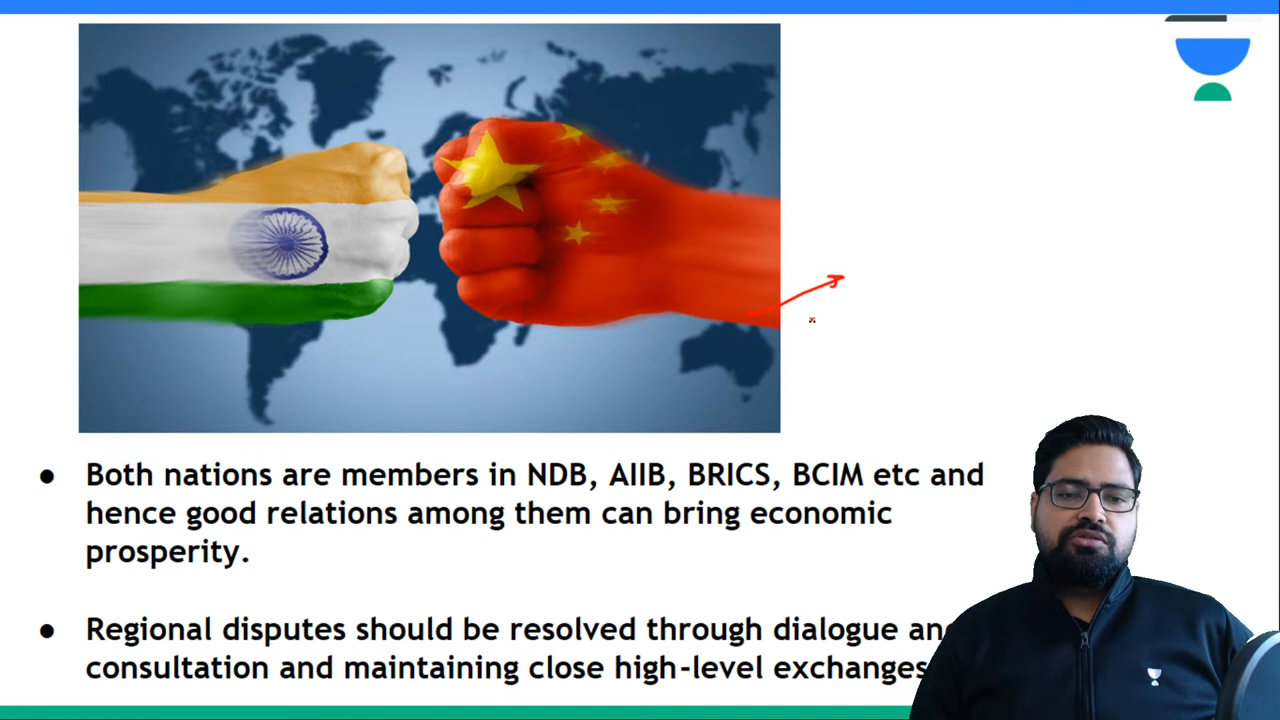 ● Both nations are members in NDB, AIIB, BRICS, BCIM etc and
hence good relations among them can bring economic
prosperity.
● Regional disputes should be resolved through dialogue and
consultation and maintaining close high-level exchanges